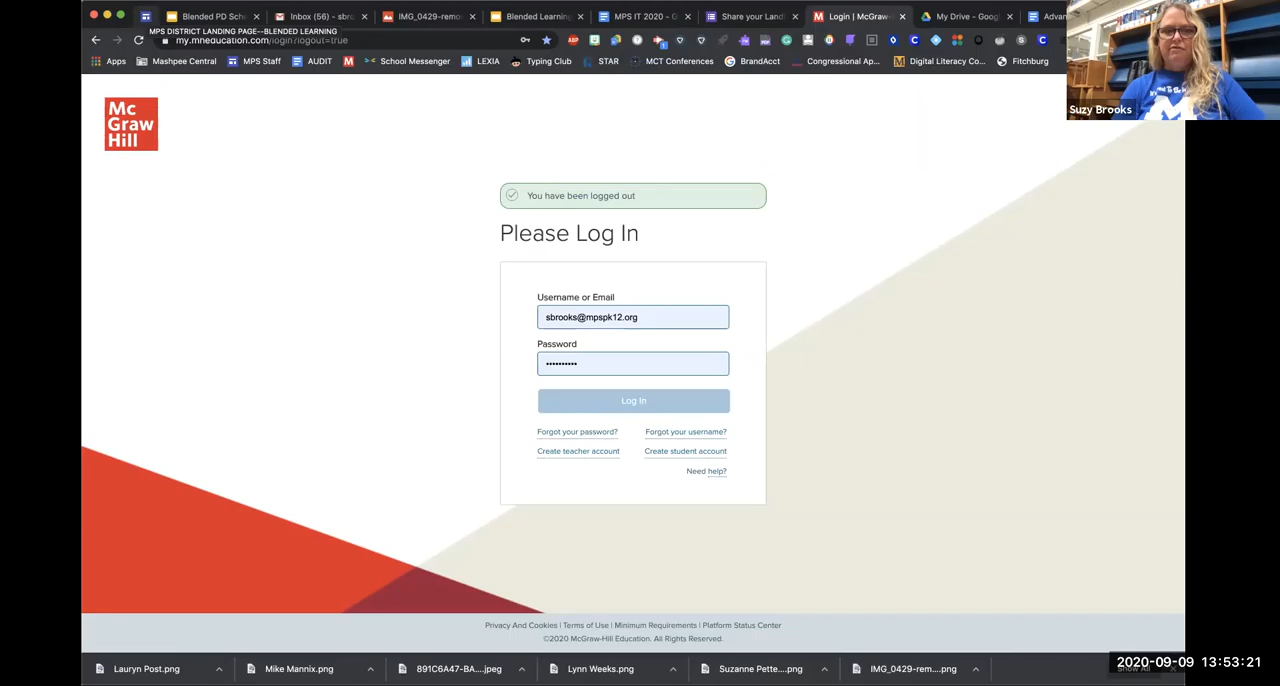 Blended PD Sche
Inbox (56) - sbro
IMG_0429-remo
Blended Learning
MPS IT 2020 - G
Share your Landi
Login | McGraw-
My Drive - Googl
Advan
MPS DISTRICT LANDING PAGE--BLENDED LEARNING
my.mheducation.com/login?logout=true
Apps
Mashpee Central
MPS Staff
AUDIT
School Messenger
LEXIA
Typing Club
STAR
MCT Conferences
BrandAcct
Congressional Ap...
Digital Literacy Co...
Fitchburg
Suzy Brooks
Mc
Graw
Hill
You have been logged out
Please Log In
Username or Email
sbrooks@mpspk12.org
Password
Log In
Forgot your password?
Forgot your username?
Create teacher account
Create student account
Need help?
Privacy And Cookies | Terms of Use | Minimum Requirements | Platform Status Center
©2020 McGraw-Hill Education. All Rights Reserved.
Lauryn Post.png
Mike Mannix.png
891C6A47-BA....jpeg
Lynn Weeks.png
Suzanne Pette....png
IMG_0429-rem....png
2020-09-09 13:53:21